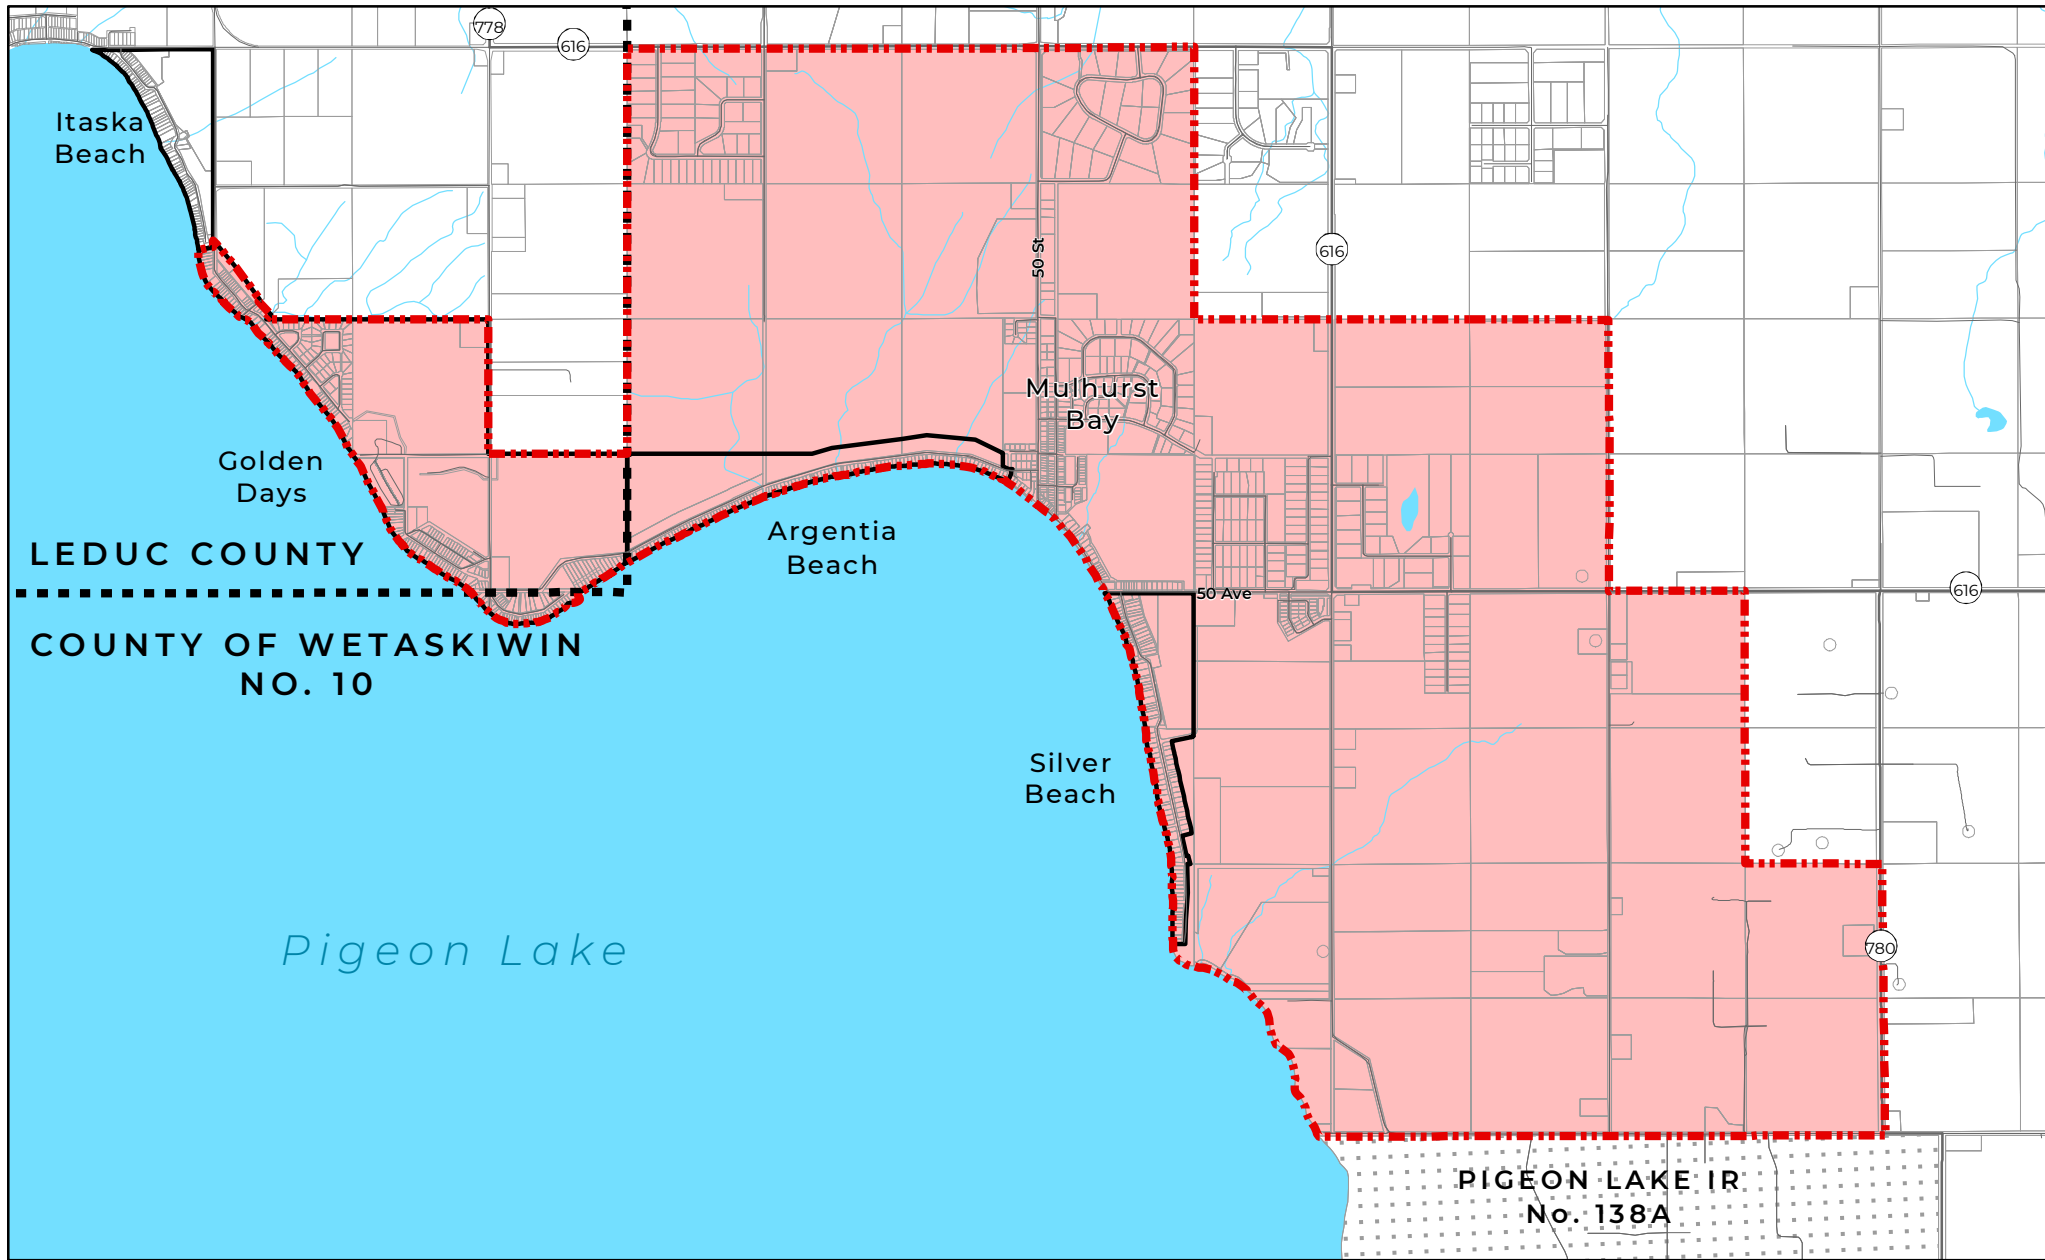 778
616
Itaska
Beach
50 St
616
Mulhurst
Bay
Golden
Days
Argentia
Beach
LEDUC COUNTY
616
50 Ave
COUNTY OF WETASKIWIN
NO. 10
Silver
Beach
Pigeon Lake
780
PIGEON LAKE IR
No. 138A